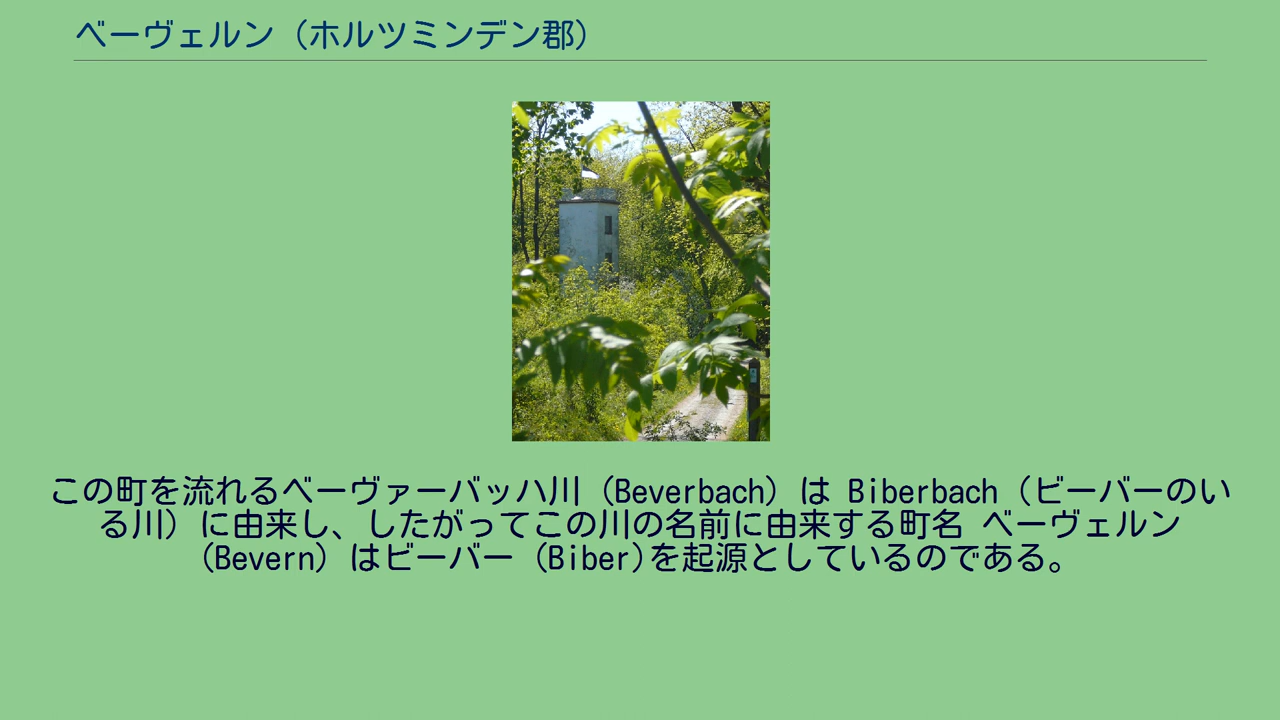 ベーヴェルン (ホルツミンデン郡)
この町を流れるベーヴァーバッハ川 (Beverbach) は Biberbach (ビーバーのい
る川) に由来し、したがってこの川の名前に由来する町名 ベーヴェルン
(Bevern) はビーバー (Biber)を起源としているのである。